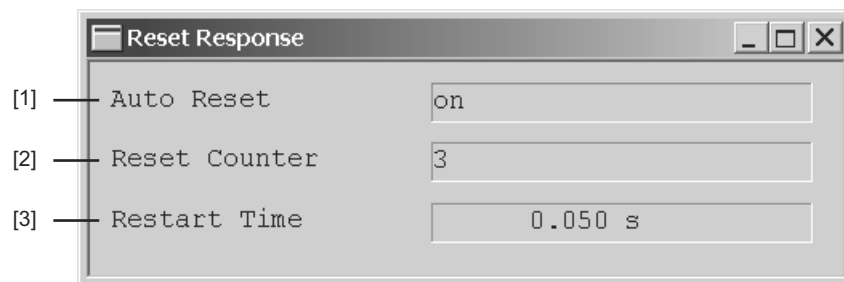 Reset Response
[1] Auto Reset on
[2] Reset Counter 3
[3] Restart Time 0.050 s